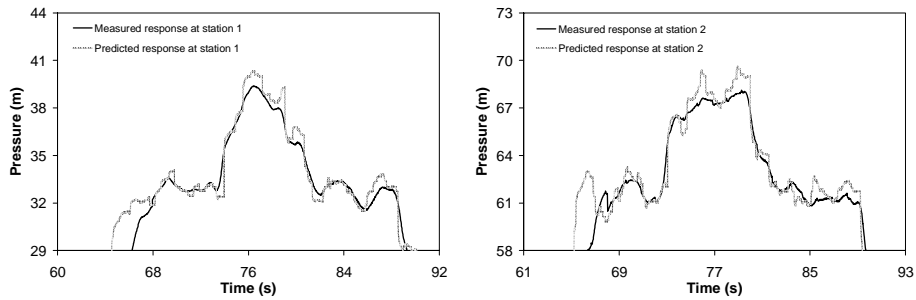 44
41
38
35
32
29
Pressure (m)
Measured response at station 1
Predicted response at station 1
60 68 76 84 92
Time (s)
73
70
67
64
61
58
Pressure (m)
Measured response at station 2
Predicted response at station 2
61 69 77 85 93
Time (s)